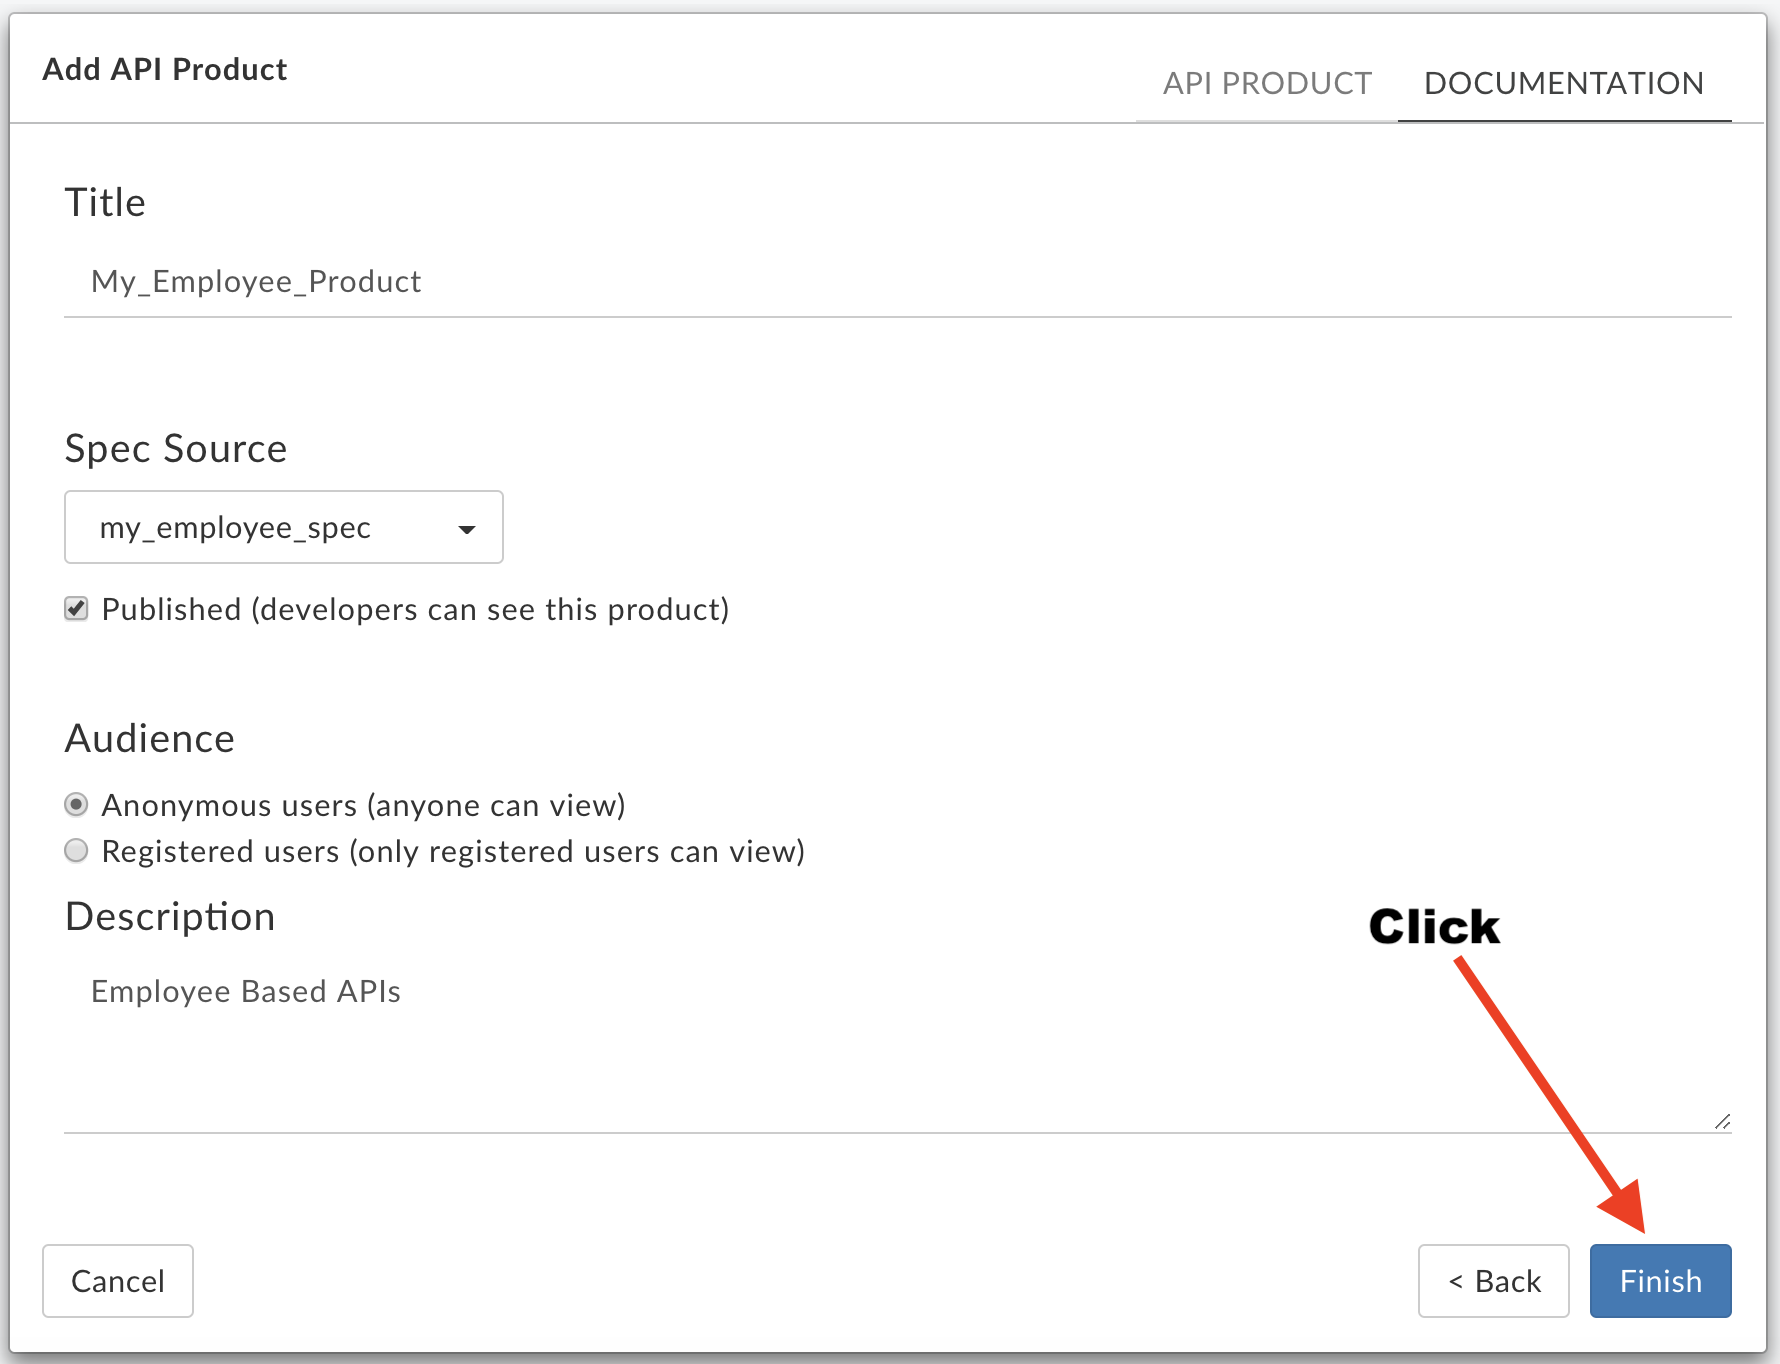 Add API Product
API PRODUCT
DOCUMENTATION
Title
My_Employee_Product
Spec Source
my_employee_spec
Published (developers can see this product)
Audience
Anonymous users (anyone can view)
Registered users (only registered users can view)
Description
Employee Based APIs
Click
Cancel
< Back
Finish